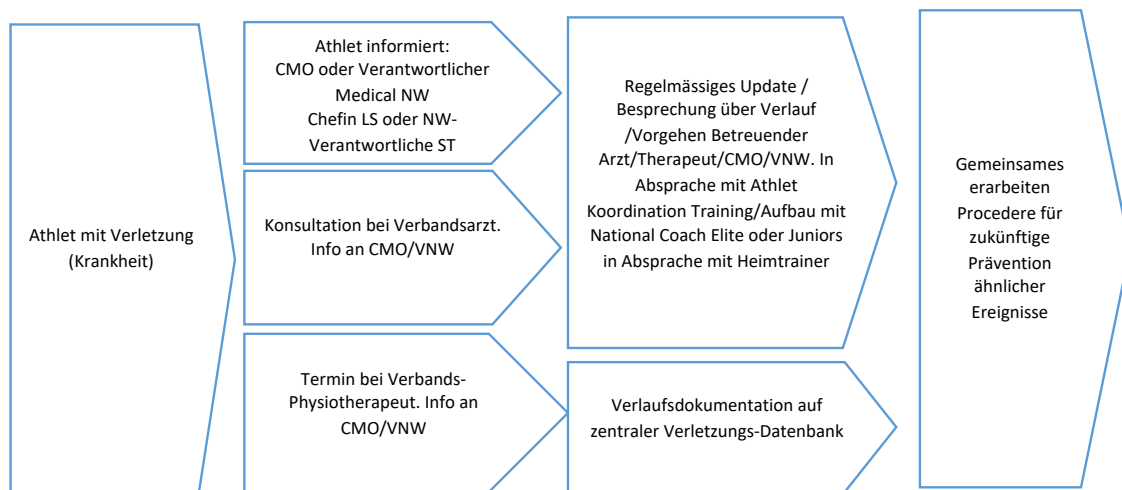 Athlet mit Verletzung
(Krankheit)
Athlet informiert:
CMO oder Verantwortlicher
Medical NW
Chefin LS oder NW-
Verantwortliche ST
Konsultation bei Verbandsarzt.
Info an CMO/VNW
Termin bei Verbands-
Physiotherapeut. Info an
CMO/VNW
Regelmässiges Update /
Besprechung über Verlauf
/Vorgehen Betreuender
Arzt/Therapeut/CMO/VNW. In
Absprache mit Athlet
Koordination Training/Aufbau mit
National Coach Elite oder Juniors
in Absprache mit Heimtrainer
Verlaufsdokumentation auf
zentraler Verletzungs-Datenbank
Gemeinsames
erarbeiten
Procedere für
zukünftige
Prävention
ähnlicher
Ereignisse